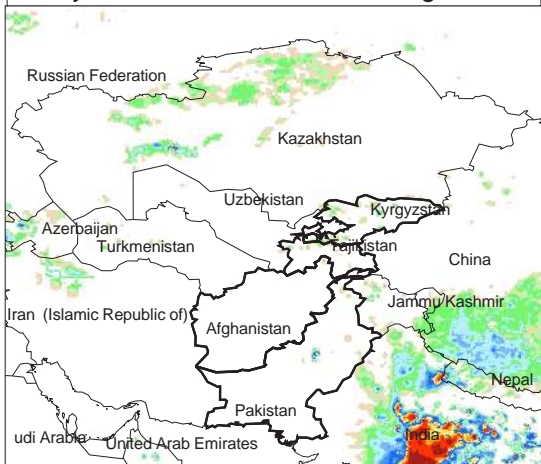 Russian Federation
Kazakhstan
Uzbekistan
Kyrgyzstan
Azerbaijan
Turkmenistan
Tajikistan
China
Jammu Kashmir
Iran (Islamic Republic of)
Afghanistan
Nepal
Pakistan
India
udi Arabia
United Arab Emirates